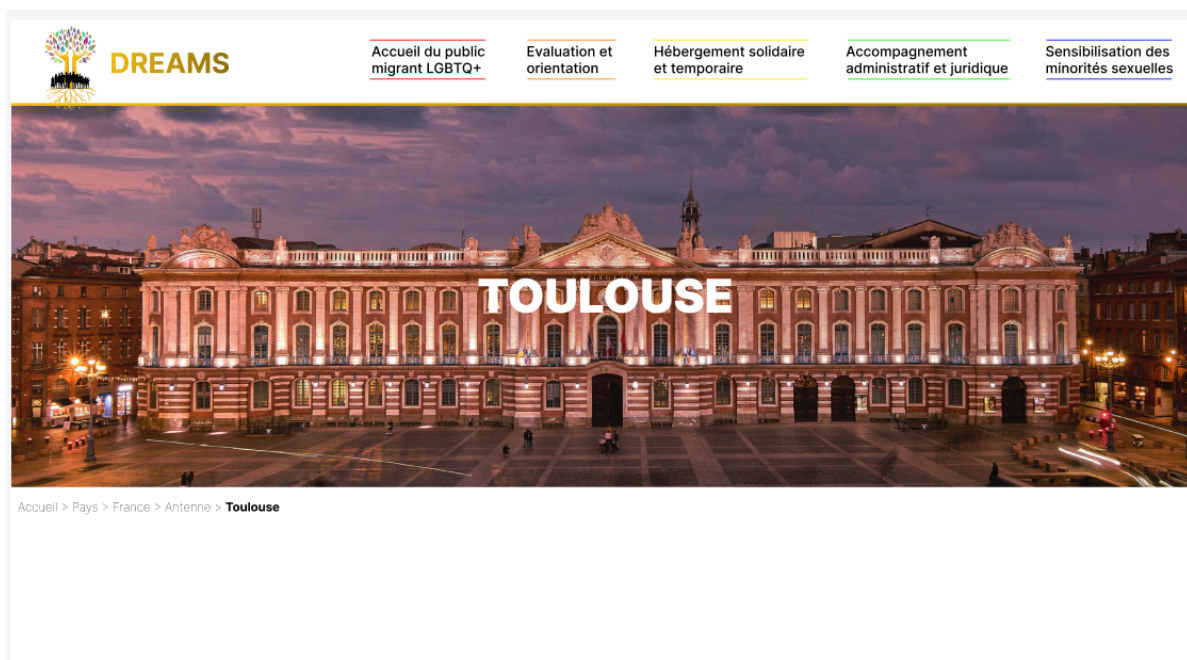 DREAMS
Accueil du public
migrant LGBTQ+
Evaluation et
orientation
Hébergement solidaire
et temporaire
Accompagnement
administratif et juridique
Sensibilisation des
minorités sexuelles
TOULOUSE
Accueil > Pays > France > Antenne > Toulouse